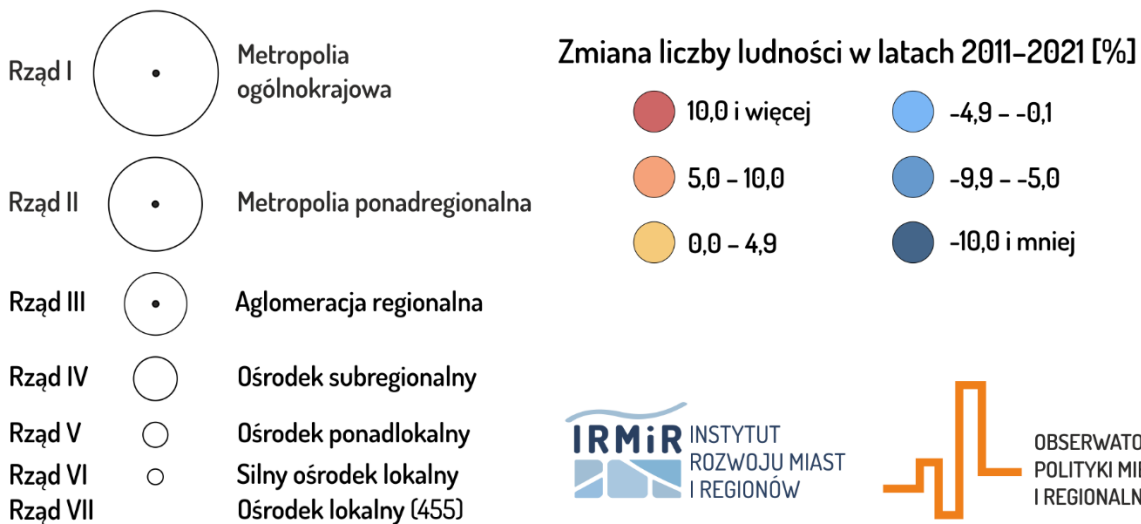 Rząd I
Metropolia
ogólnokrajowa
Rząd II
Metropolia ponadregionalna
Rząd III
Aglomeracja regionalna
Rząd IV
Ośrodek subregionalny
Rząd V
Ośrodek ponadlokalny
Rząd VI
Silny ośrodek lokalny
Rząd VII
Ośrodek lokalny (455)
Zmiana liczby ludności w latach 2011–2021 [%]
10,0 i więcej
5,0 – 10,0
0,0 – 4,9
-4,9 – -0,1
-9,9 – -5,0
-10,0 i mniej
IRMiR
INSTYTUT
ROZWOJU MIAST
I REGIONÓW
POLITYKI
I